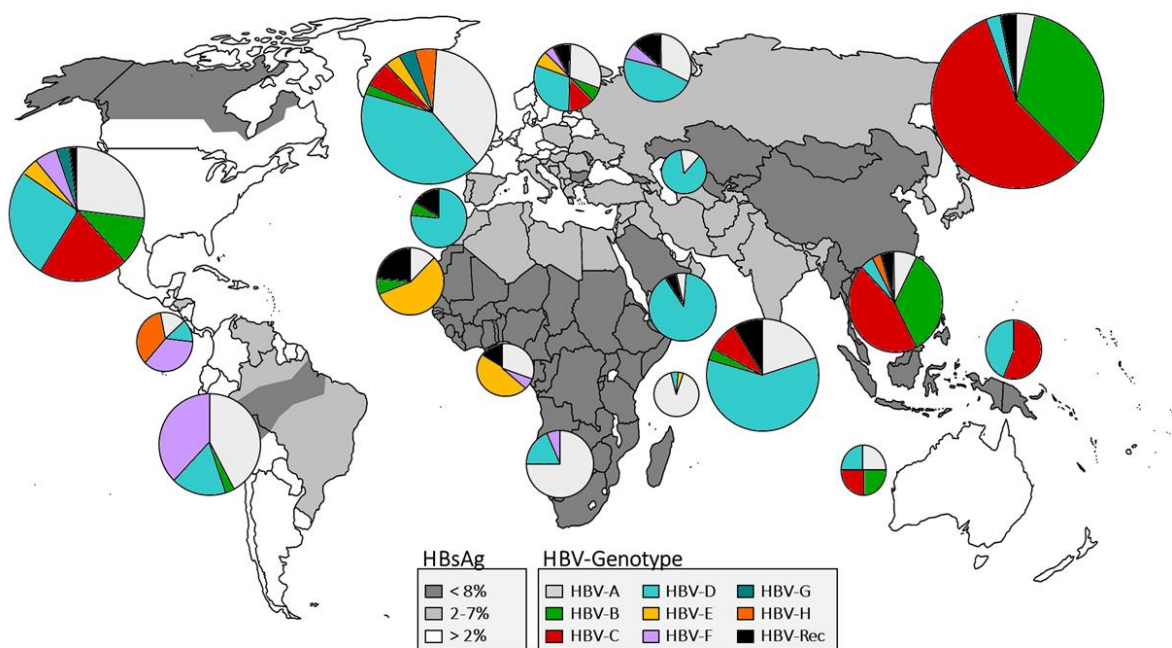 HBsAg
< 8%
2-7%
> 2%
HBV-Genotype
HBV-A HBV-D HBV-G
HBV-B HBV-E HBV-H
HBV-C HBV-F HBV-Rec